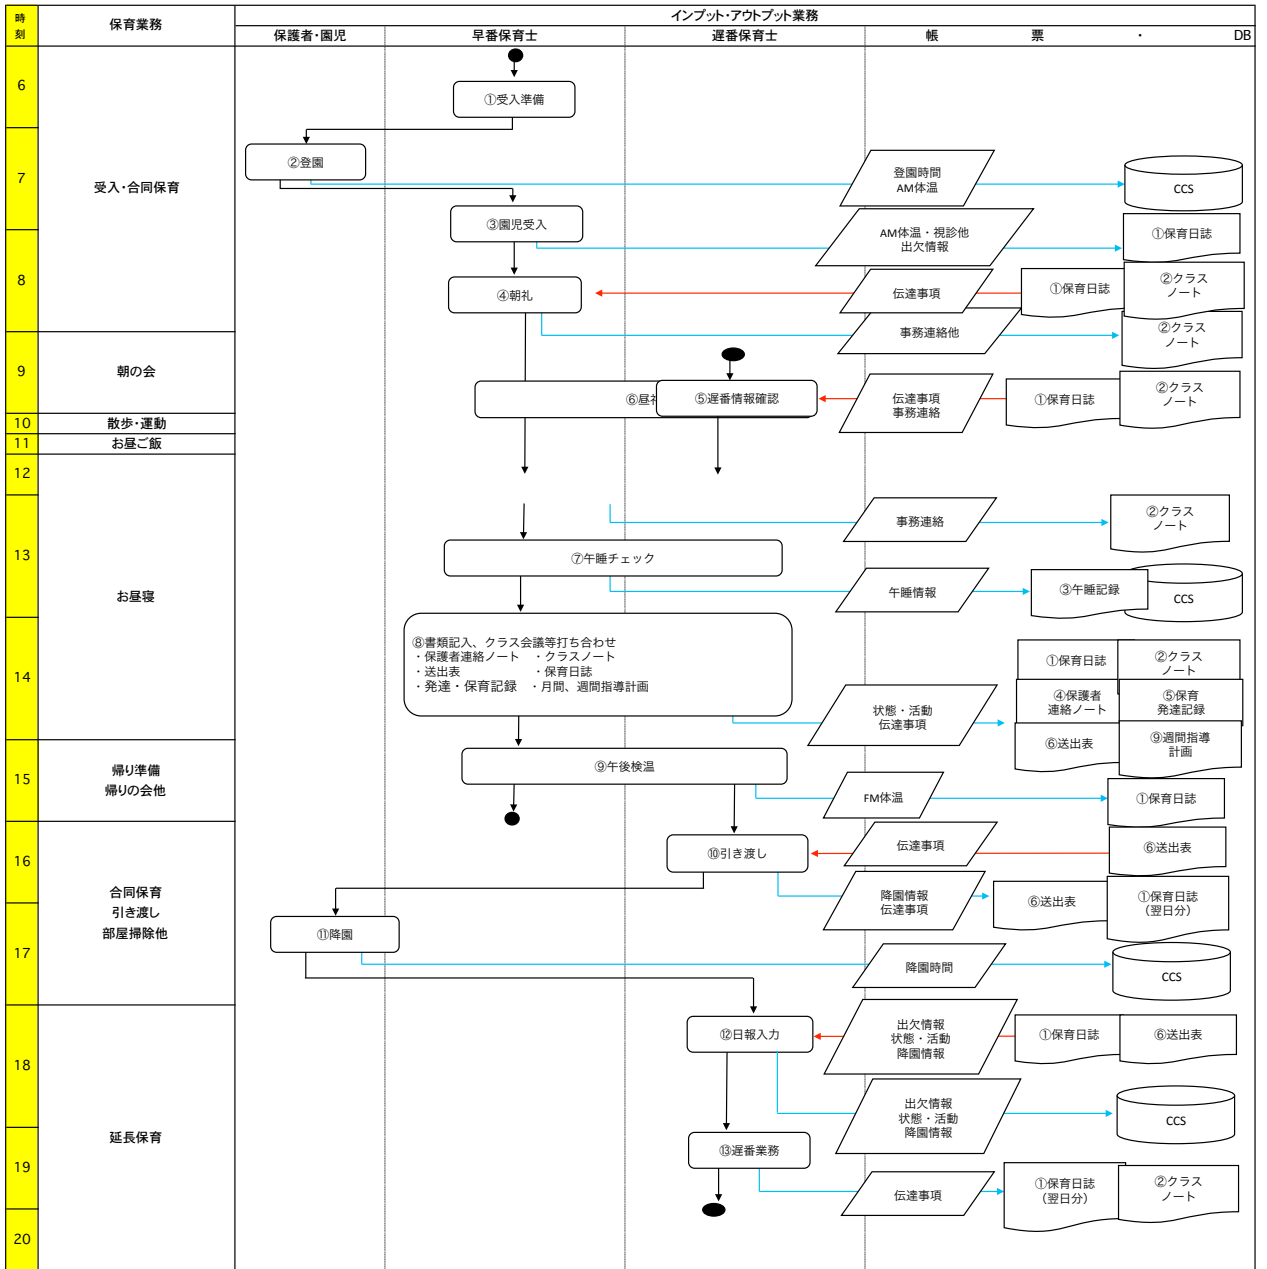 時
刻
保育業務
インプット・アウトプット業務
保護者・園児
早番保育士
遅番保育士
帳 票 ・ DB
6
①受入準備
7
受入・合同保育
②登園
登園時間
AM体温
CCS
③園児受入
AM体温・視診他
出欠情報
①保育日誌
8
④朝礼
伝達事項
①保育日誌
②クラス
ノート
事務連絡他
②クラス
ノート
9
朝の会
⑥昼礼
⑤遅番情報確認
伝達事項
事務連絡
①保育日誌
②クラス
ノート
10
散歩・運動
11
お昼ご飯
12
事務連絡
②クラス
ノート
13
⑦午睡チェック
お昼寝
午睡情報
③午睡記録
CCS
14
⑧書類記入、クラス会議等打ち合わせ
・保護者連絡ノート ・クラスノート
・送出表 ・保育日誌
・発達・保育記録 ・月間、週間指導計画
状態・活動
伝達事項
①保育日誌
②クラス
ノート
④保護者
連絡ノート
⑤保育
発達記録
⑥送出表
⑨週間指導
計画
15
帰り準備
帰りの会他
⑨午後検温
FM体温
①保育日誌
16
⑩引き渡し
伝達事項
⑥送出表
合同保育
引き渡し
部屋掃除他
降園情報
伝達事項
⑥送出表
①保育日誌
（翌日分）
17
⑪降園
降園時間
CCS
18
⑫日報入力
出欠情報
状態・活動
降園情報
①保育日誌
⑥送出表
出欠情報
状態・活動
降園情報
CCS
延長保育
19
⑬遅番業務
伝達事項
①保育日誌
（翌日分）
②クラス
ノート
20